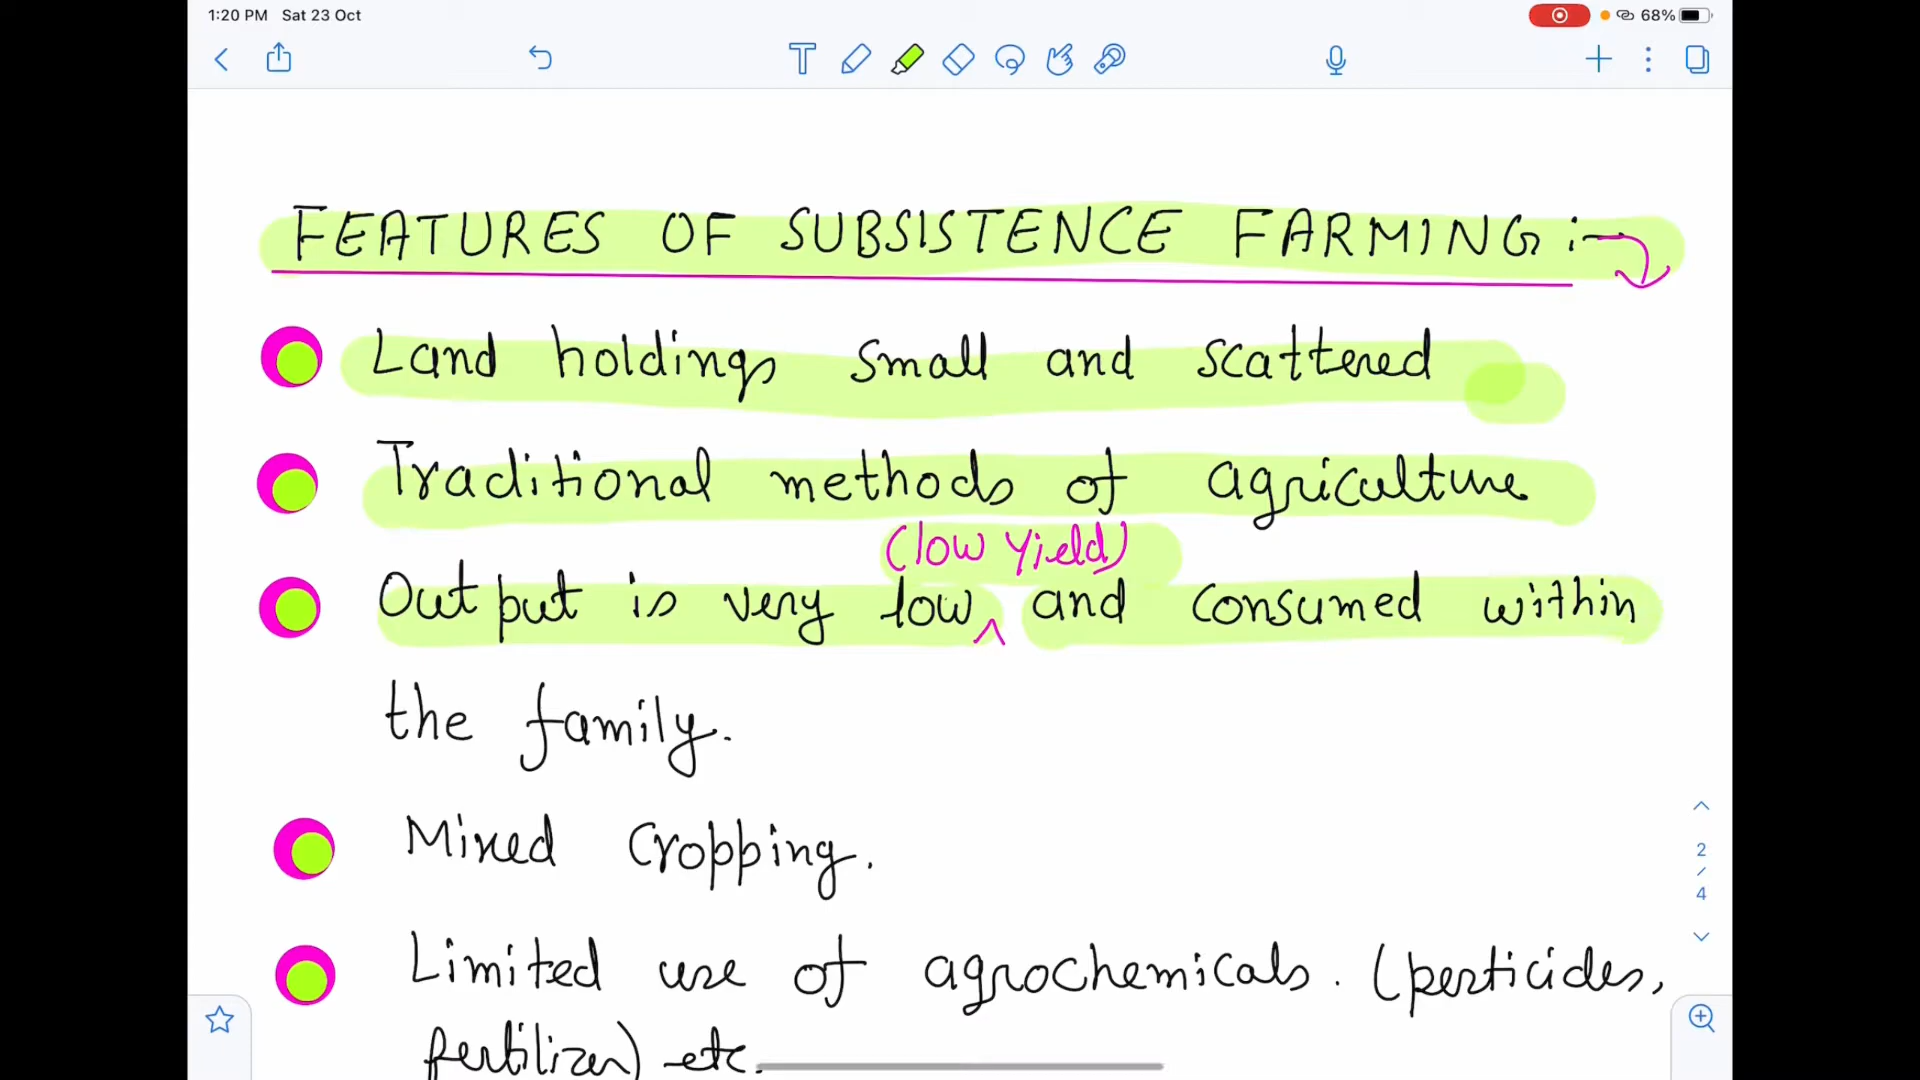 1:20 PM Sat 23 Oct
68%
FEATURES OF SUBSISTENCE FARMING :-
Land holdings small and scattered
Traditional methods of agriculture
(low Yield)
Output is very low ^ and consumed within
the family.
Mixed Cropping.
Limited use of agrochemicals. (pesticides,
fertilizer) etc.
2
/
4